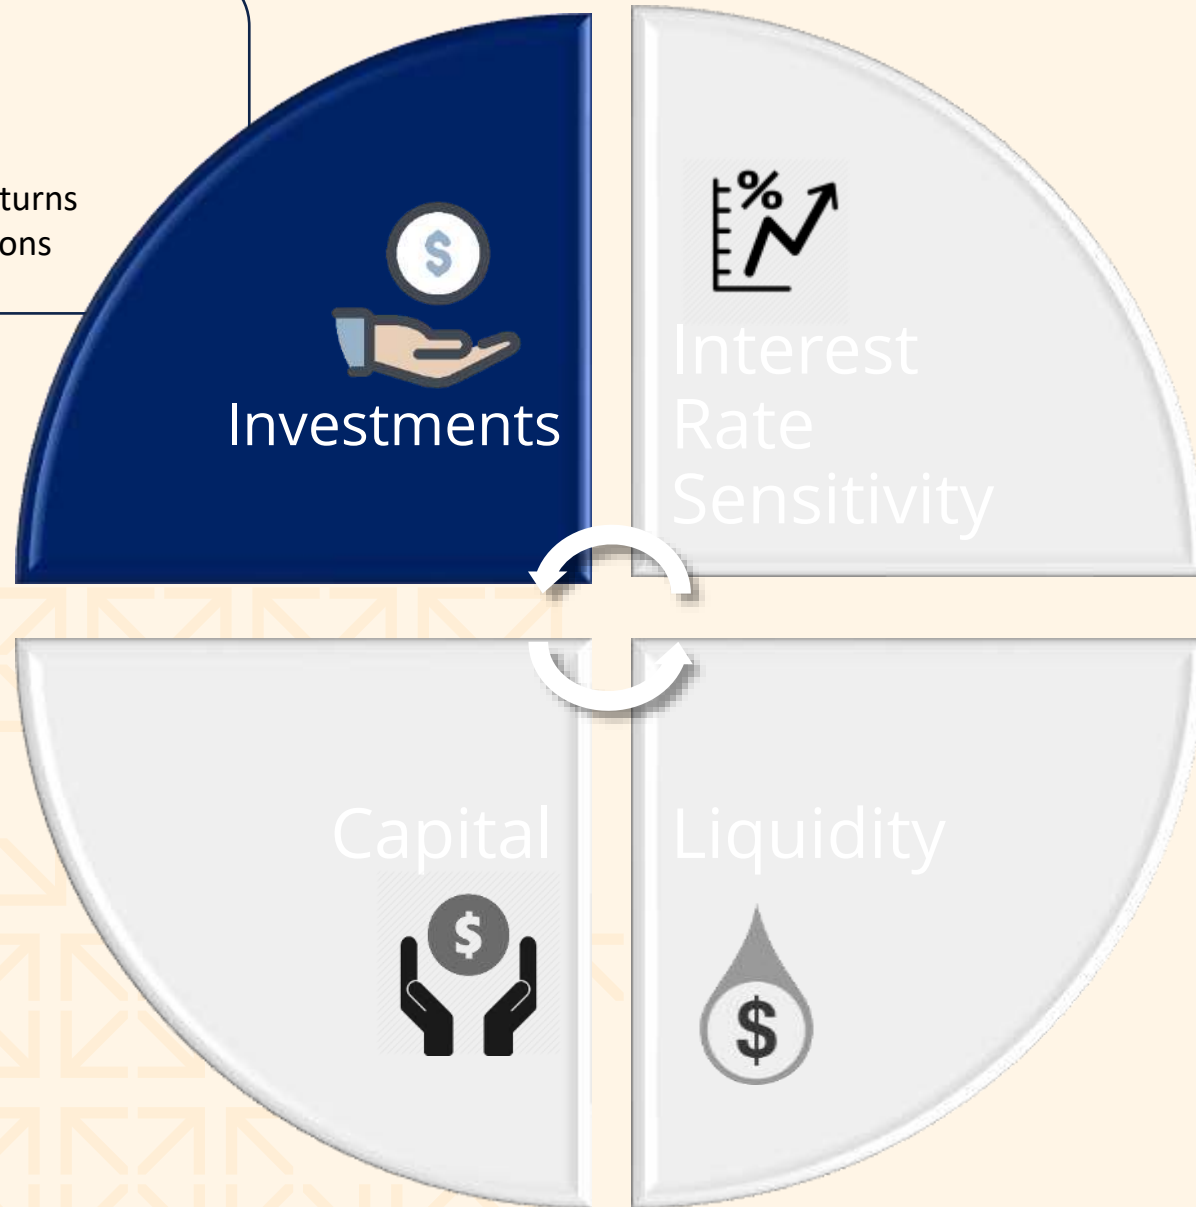 turns
ons
$
Investments
%
Interest
Rate
Sensitivity
Capital
$
Liquidity
$